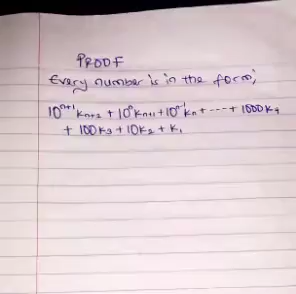 PROOF
Every number is in the form;
10ⁿ⁺¹kₙ₊₂ + 10ⁿkₙ₊₁ + 10ⁿ⁻¹kₙ + ---- + 1000k₄
+ 100k₃ + 10k₂ + k₁